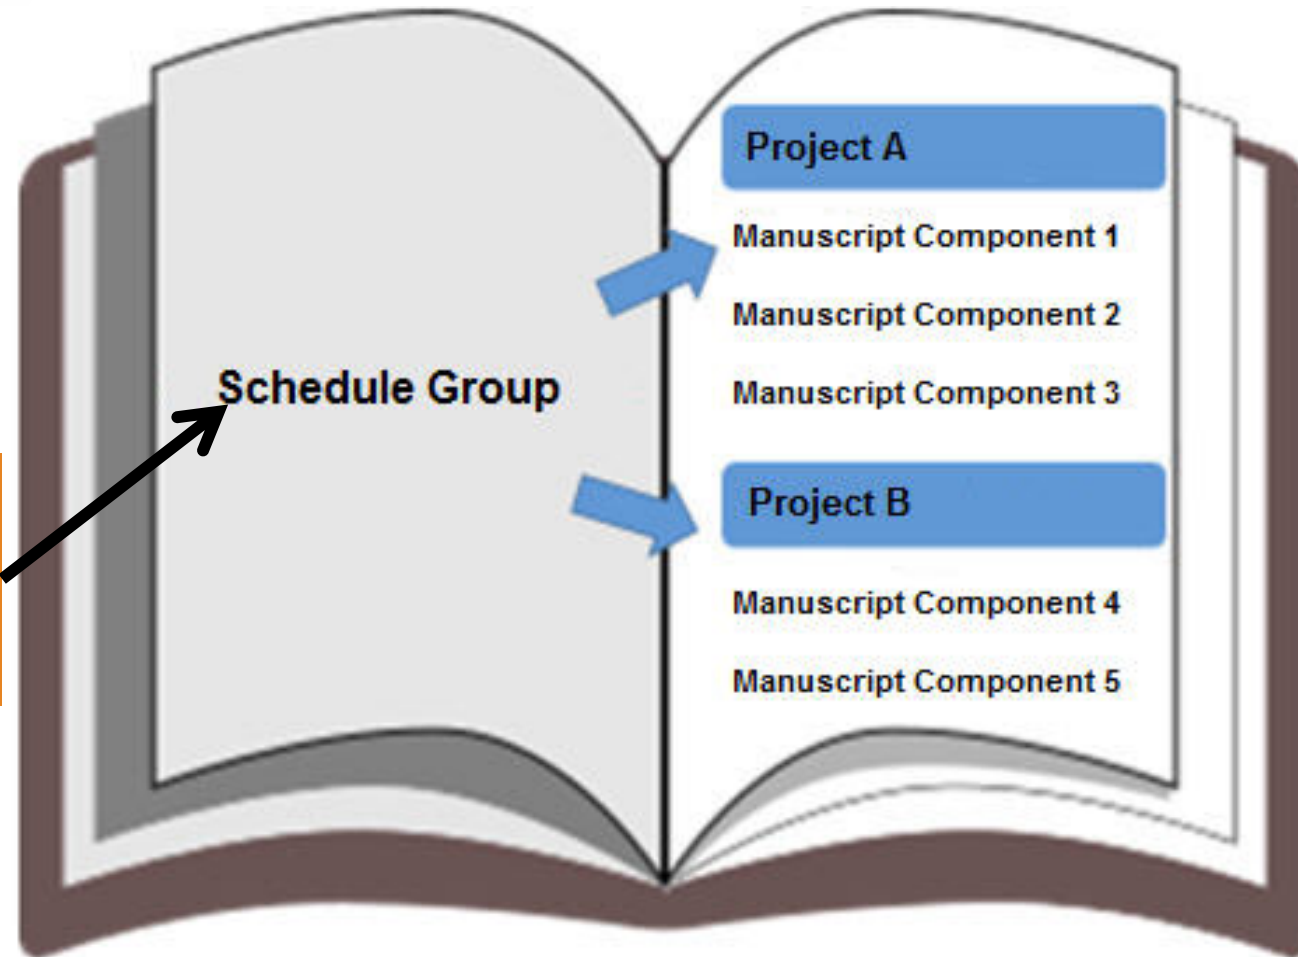 Schedule Group
Project A
Manuscript Component 1
Manuscript Component 2
Manuscript Component 3
Project B
Manuscript Component 4
Manuscript Component 5